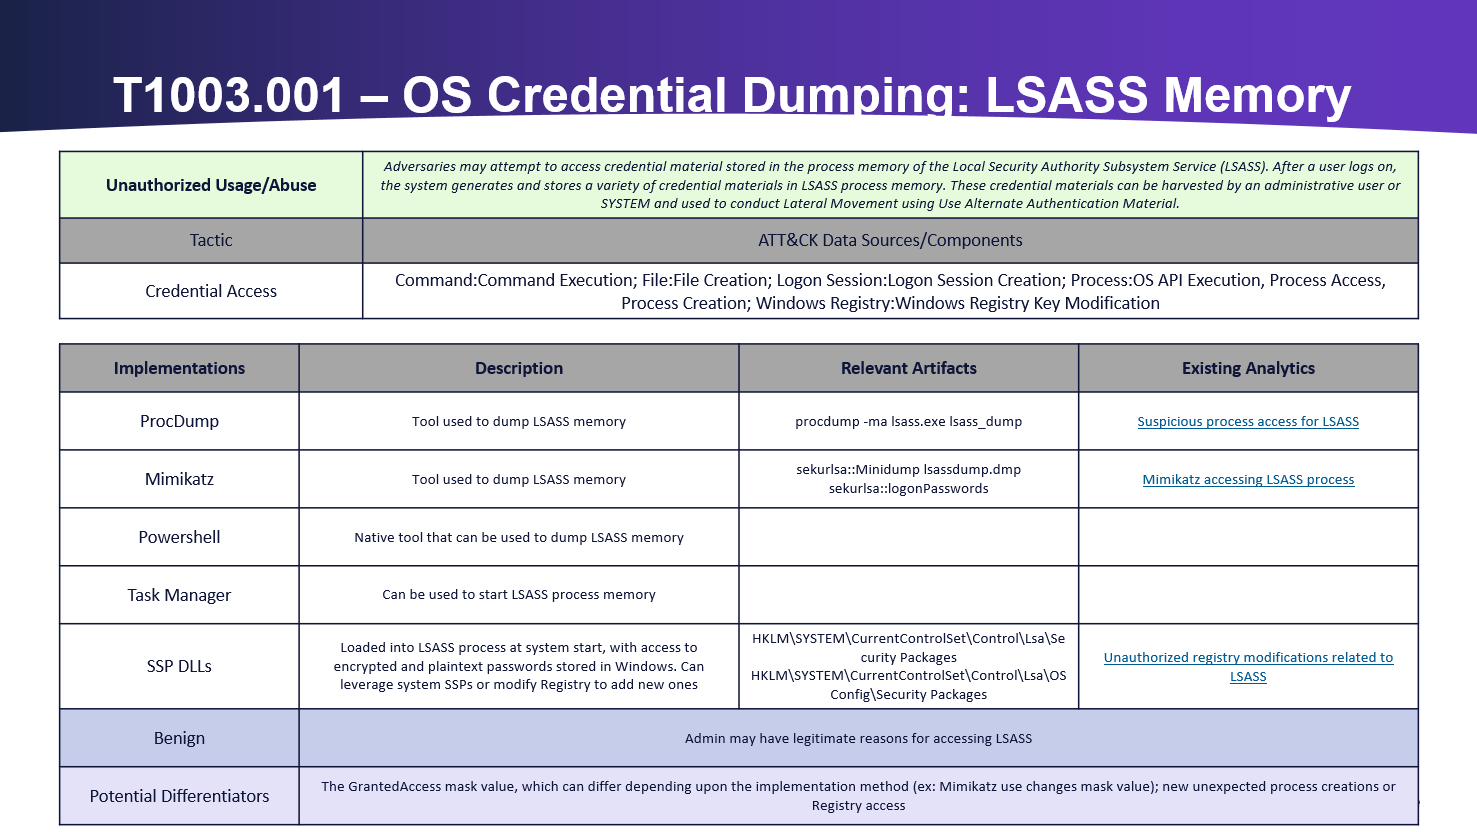 T1003.001 – OS Credential Dumping: LSASS Memory
Unauthorized Usage/Abuse
Adversaries may attempt to access credential material stored in the process memory of the Local Security Authority Subsystem Service (LSASS). After a user logs on,
the system generates and stores a variety of credential materials in LSASS process memory. These credential materials can be harvested by an administrative user or
SYSTEM and used to conduct Lateral Movement using Use Alternate Authentication Material.
Tactic
ATT&CK Data Sources/Components
Credential Access
Command:Command Execution; File:File Creation; Logon Session:Logon Session Creation; Process:OS API Execution, Process Access,
Process Creation; Windows Registry:Windows Registry Key Modification
Implementations
Description
Relevant Artifacts
Existing Analytics
ProcDump
Tool used to dump LSASS memory
procdump -ma lsass.exe lsass_dump
Suspicious process access for LSASS
Mimikatz
Tool used to dump LSASS memory
sekurlsa::Minidump lsassdump.dmp
sekurlsa::logonPasswords
Mimikatz accessing LSASS process
Powershell
Native tool that can be used to dump LSASS memory
Task Manager
Can be used to start LSASS process memory
SSP DLLs
Loaded into LSASS process at system start, with access to
encrypted and plaintext passwords stored in Windows. Can
leverage system SSPs or modify Registry to add new ones
HKLM\SYSTEM\CurrentControlSet\Control\Lsa\Se
curity Packages
HKLM\SYSTEM\CurrentControlSet\Control\Lsa\OS
Config\Security Packages
Unauthorized registry modifications related to
LSASS
Benign
Admin may have legitimate reasons for accessing LSASS
Potential Differentiators
The GrantedAccess mask value, which can differ depending upon the implementation method (ex: Mimikatz use changes mask value); new unexpected process creations or
Registry access